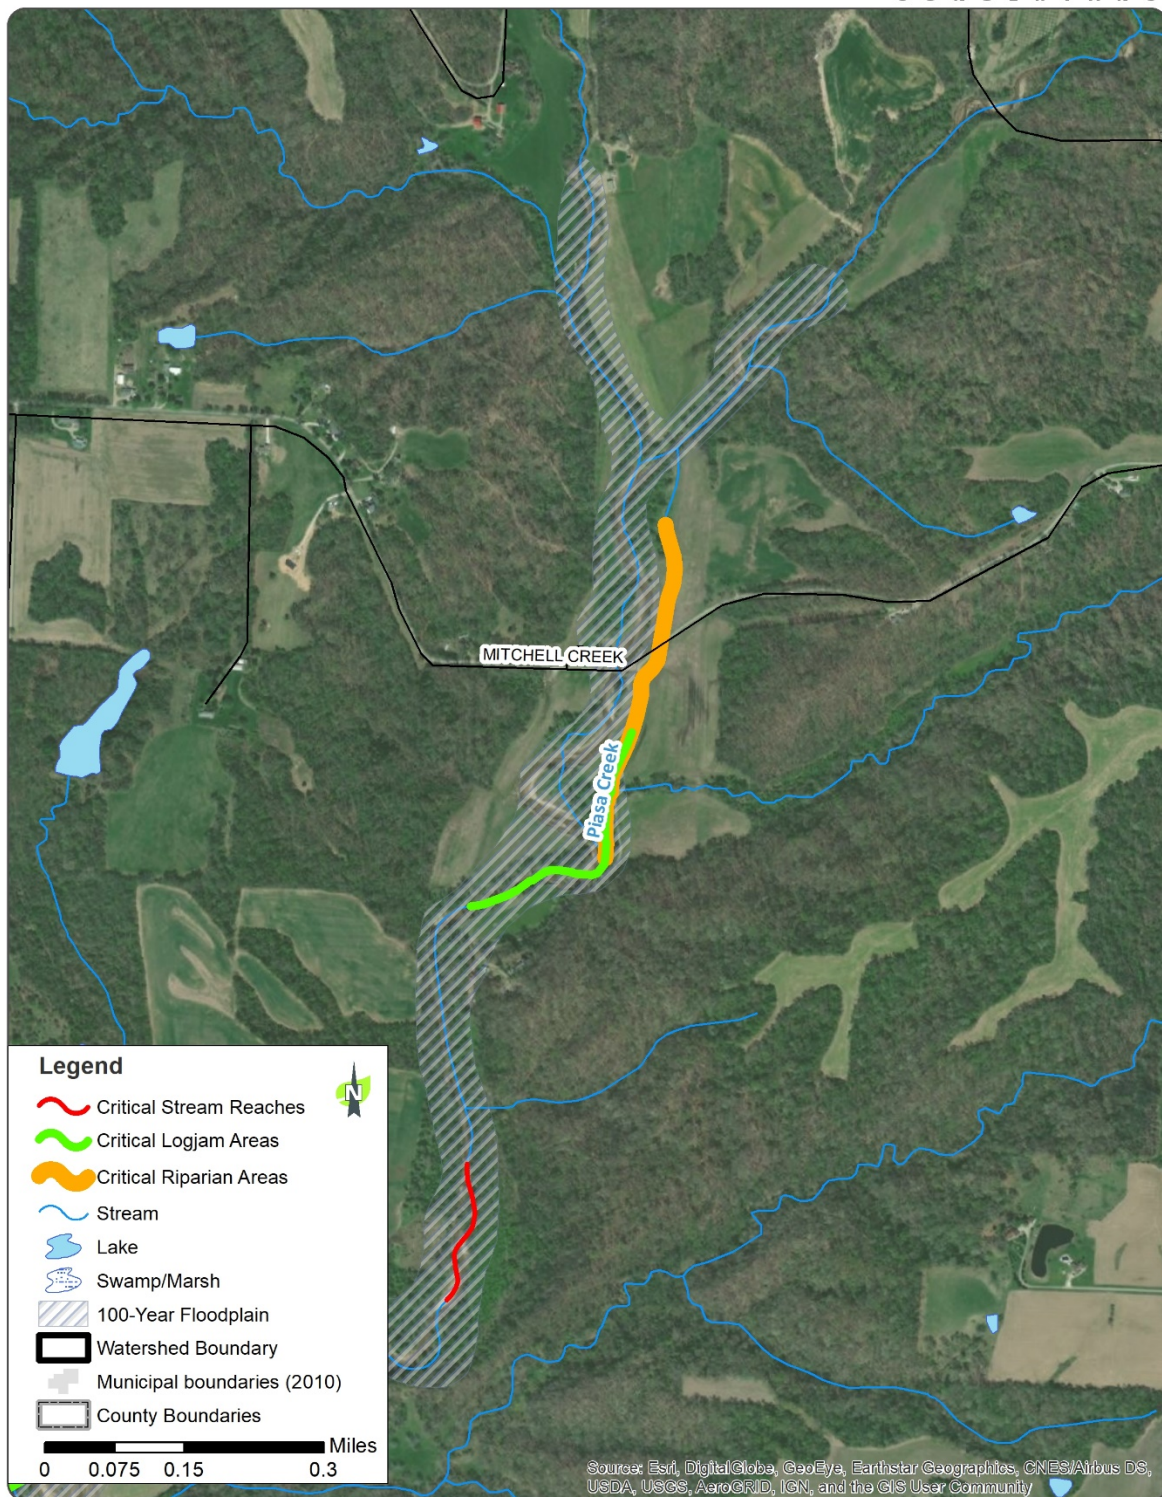 MITCHELL CREEK
Piasa Creek
Legend
N
Critical Stream Reaches
Critical Logjam Areas
Critical Riparian Areas
Stream
Lake
Swamp/Marsh
100-Year Floodplain
Watershed Boundary
Municipal boundaries (2010)
County Boundaries
Miles
0 0.075 0.15 0.3
Source: Esri, DigitalGlobe, GeoEye, Earthstar Geographics, CNES/Airbus DS,
USDA, USGS, AeroGRID, IGN, and the GIS User Community